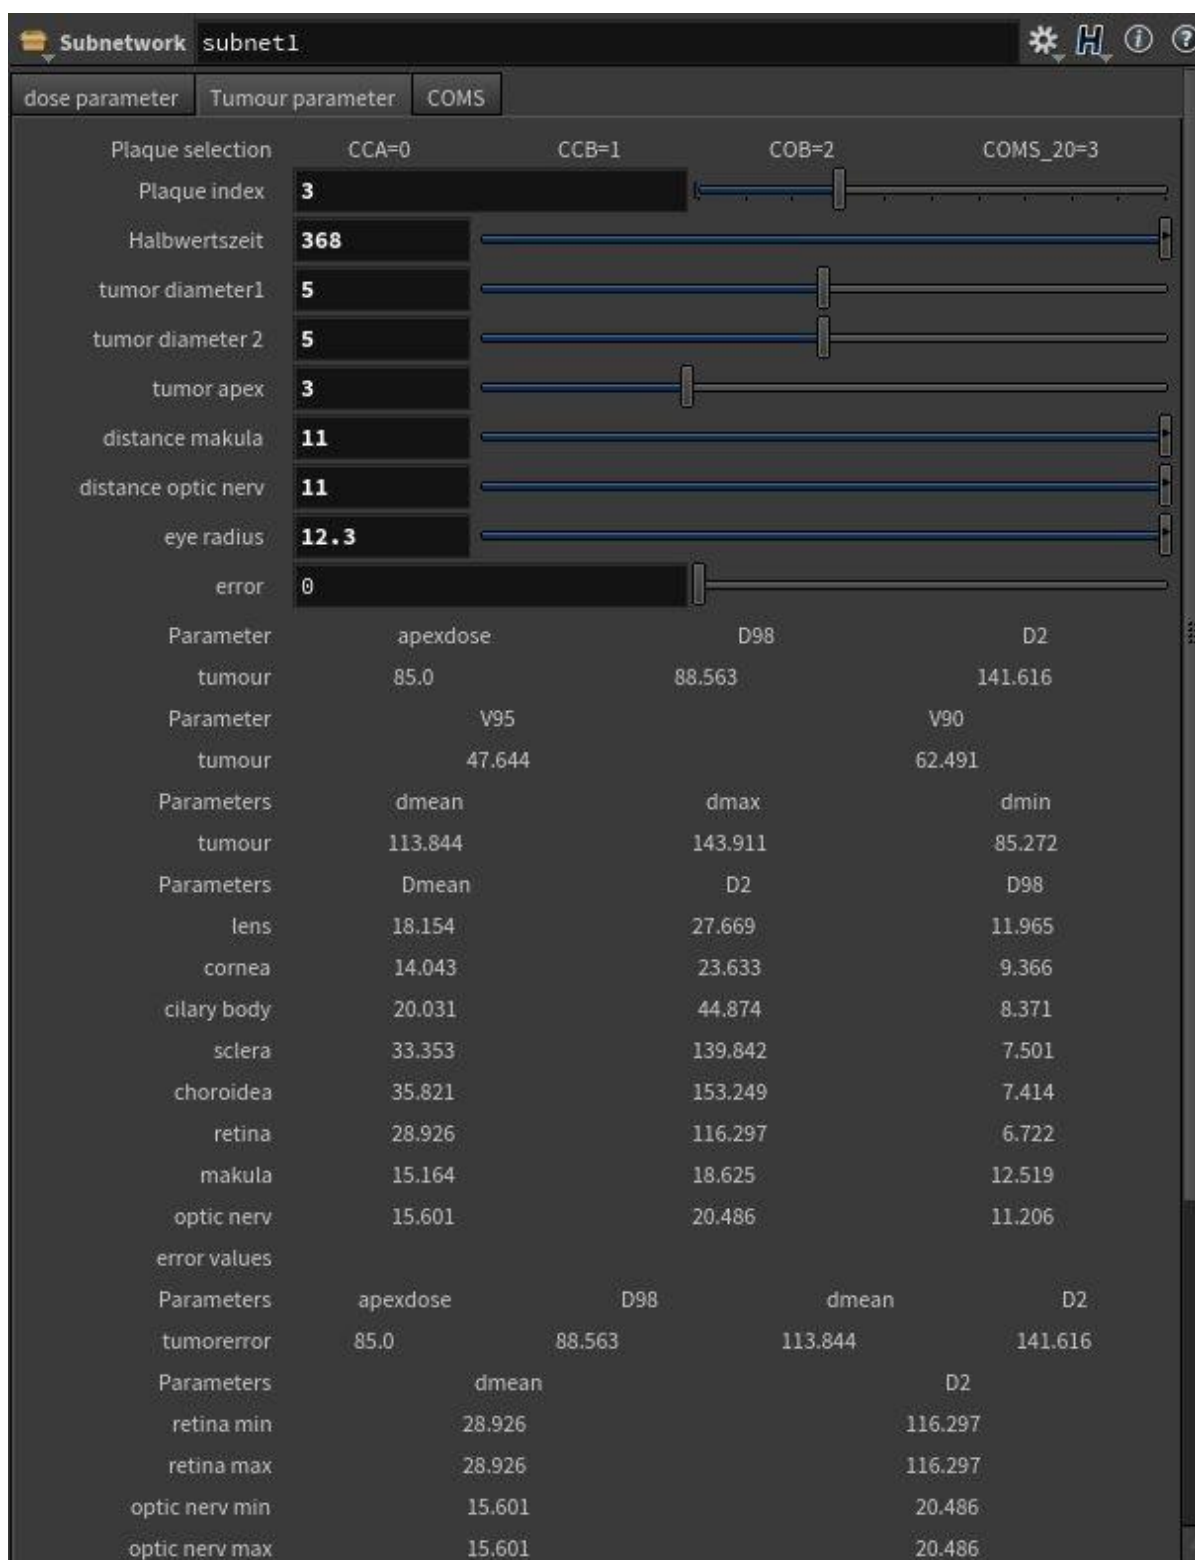 Subnetwork subnet1
dose parameter Tumour parameter COMS
Plaque selection CCA=0 CCB=1 COB=2 COMS_20=3
Plaque index 3
Halbwertszeit 368
tumor diameter1 5
tumor diameter 2 5
tumor apex 3
distance makula 11
distance optic nerv 11
eye radius 12.3
error 0
Parameter apexdose D98 D2
tumour 85.0 88.563 141.616
Parameter V95 V90
tumour 47.644 62.491
Parameters dmean dmax dmin
tumour 113.844 143.911 85.272
Parameters Dmean D2 D98
lens 18.154 27.669 11.965
cornea 14.043 23.633 9.366
cilary body 20.031 44.874 8.371
sclera 33.353 139.842 7.501
choroidea 35.821 153.249 7.414
retina 28.926 116.297 6.722
makula 15.164 18.625 12.519
optic nerv 15.601 20.486 11.206
error values
Parameters apexdose D98 dmean D2
tumorerror 85.0 88.563 113.844 141.616
Parameters dmean D2
retina min 28.926 116.297
retina max 28.926 116.297
optic nerv min 15.601 20.486
optic nerv max 15.601 20.486